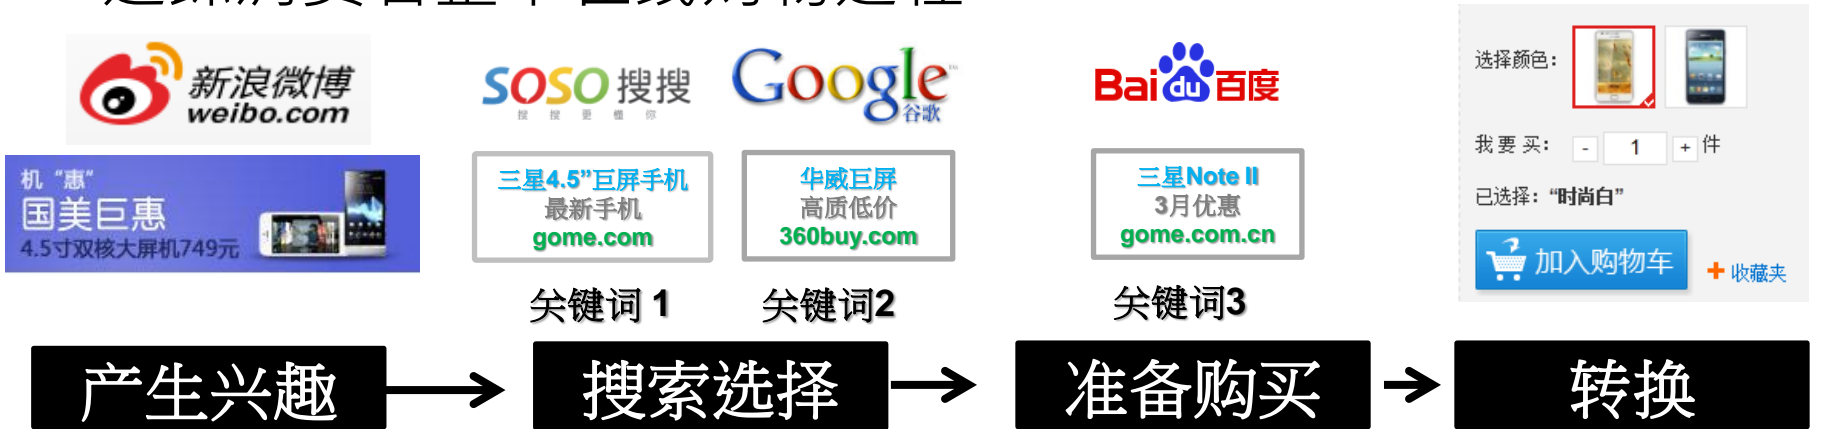 新浪微博
weibo.com
机“惠”
国美巨惠
4.5寸双核大屏机749元
SOSO 搜搜
搜 搜 更 懂 你
Google
谷歌
三星4.5”巨屏手机
最新手机
gome.com
华威巨屏
高质低价
360buy.com
关键词 1
关键词2
Bai du 百度
三星Note II
3月优惠
gome.com.cn
关键词3
选择颜色：
我 要 买： - 1 + 件
已选择：“时尚白”
加入购物车
+ 收藏夹
产生兴趣
搜索选择
准备购买
转换